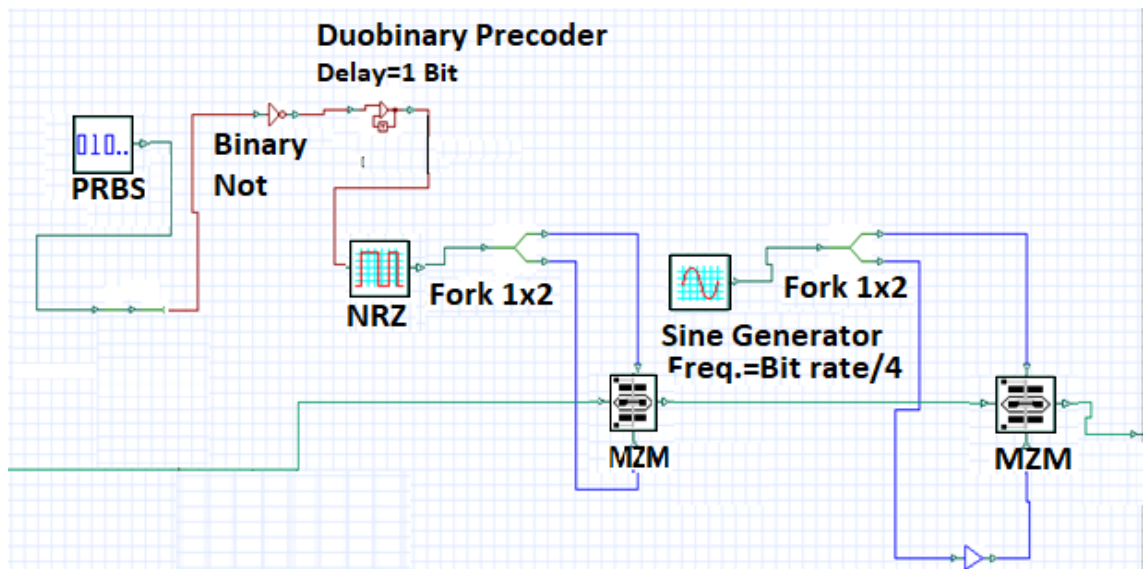 Duobinary Precoder
Delay=1 Bit
010..
PRBS
Binary
Not
NRZ
Fork 1x2
Fork 1x2
Sine Generator
Freq.=Bit rate/4
MZM
MZM